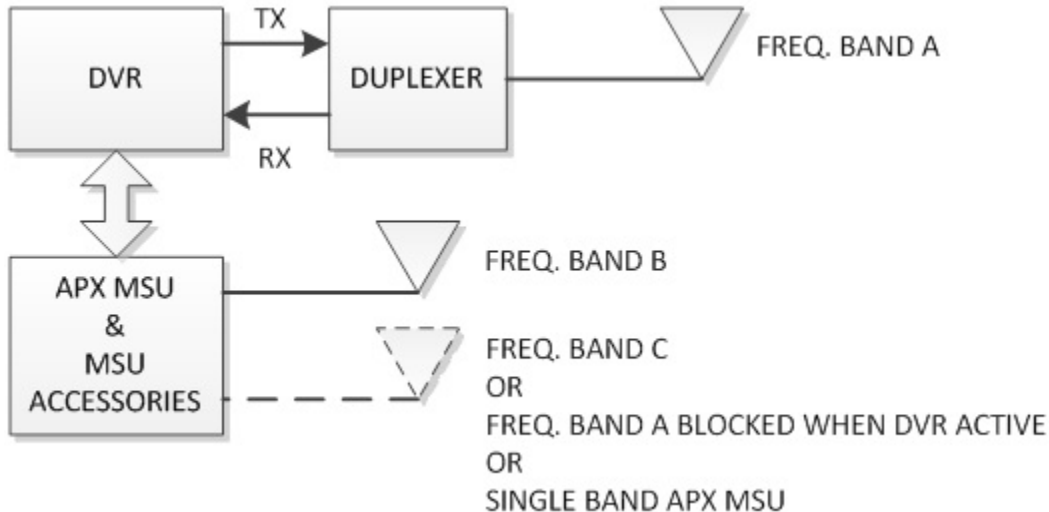 TX
DVR
DUPLEXER
FREQ. BAND A
RX
APX MSU
&
MSU
ACCESSORIES
FREQ. BAND B
FREQ. BAND C
OR
FREQ. BAND A BLOCKED WHEN DVR ACTIVE
OR
SINGLE BAND APX MSU